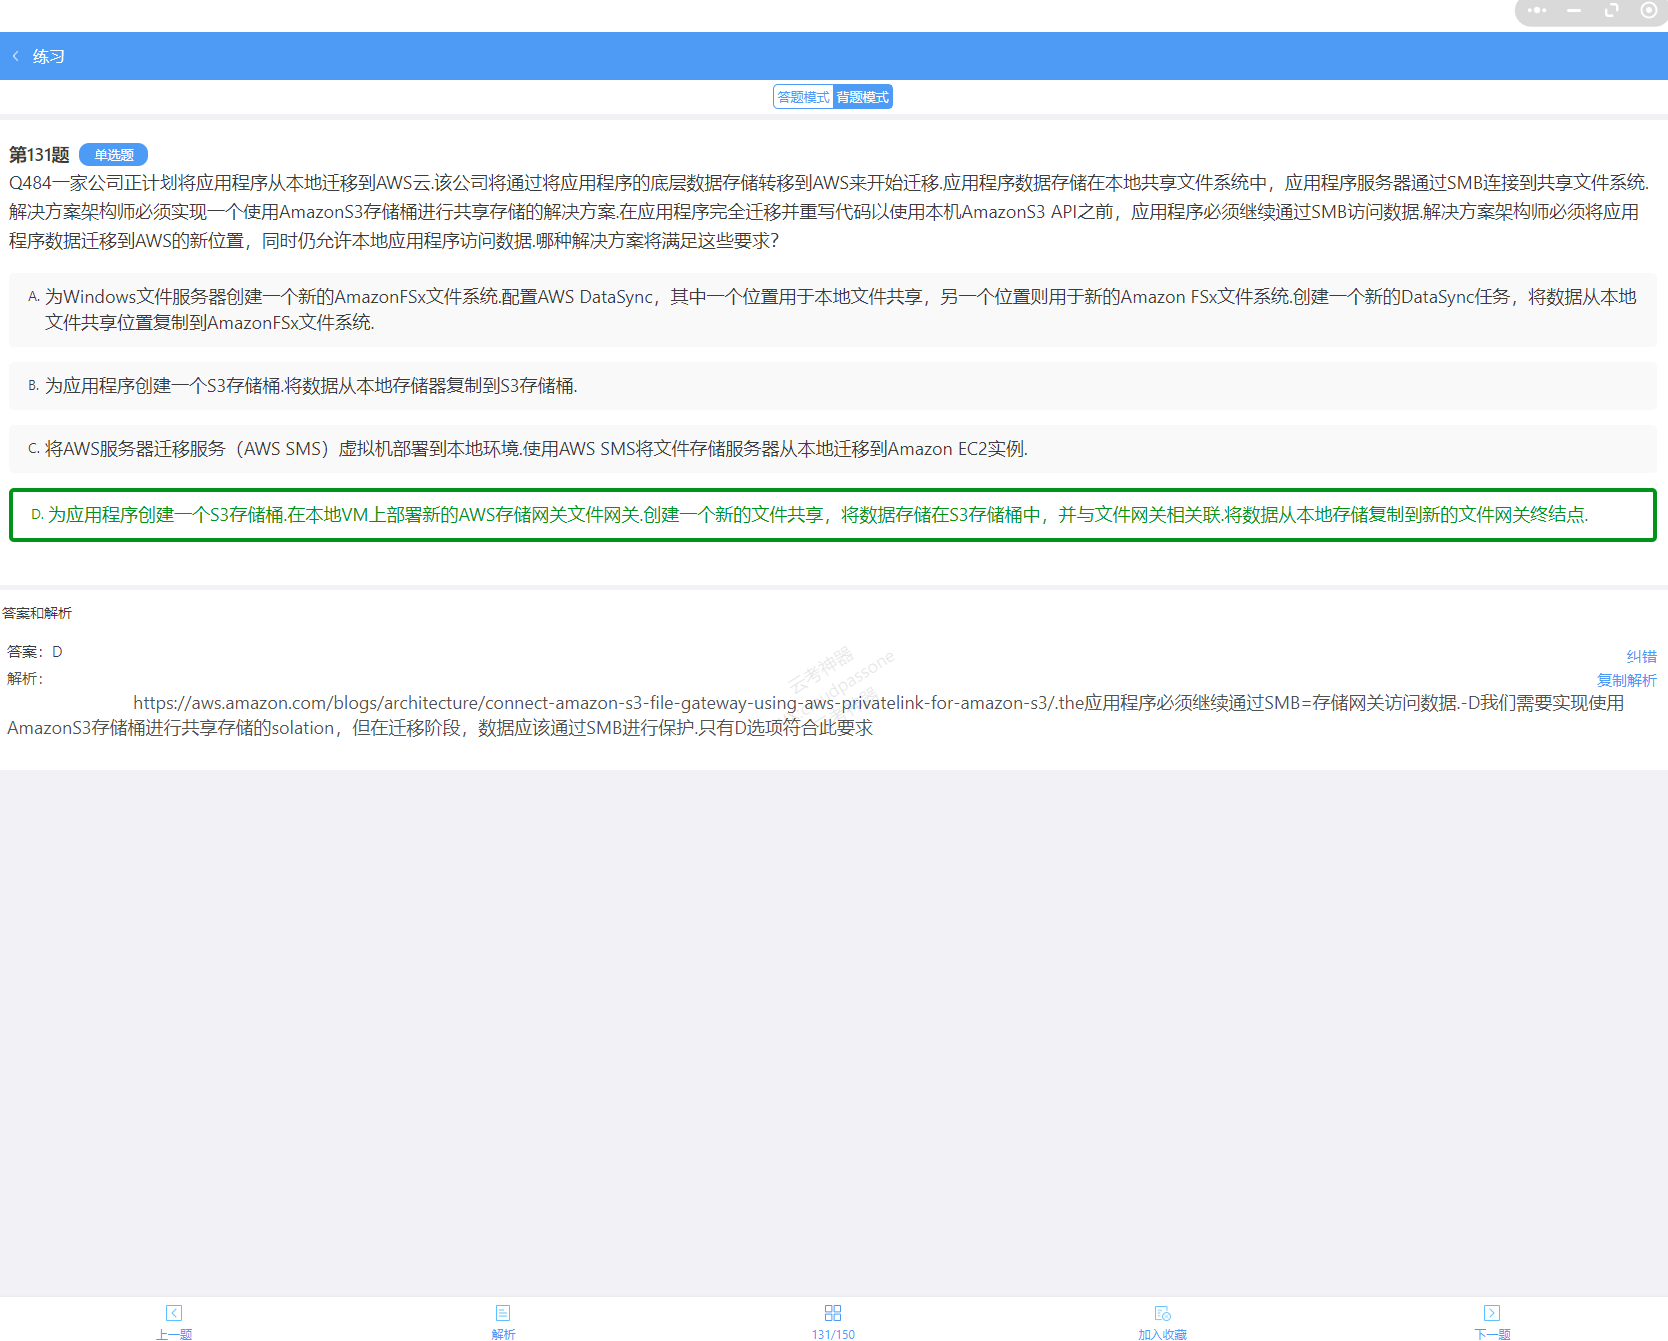 练习
答题模式 背题模式
第131题 单选题
Q484一家公司正计划将应用程序从本地迁移到AWS云.该公司将通过将应用程序的底层数据存储转移到AWS来开始迁移.应用程序数据存储在本地共享文件系统中，应用程序服务器通过SMB连接到共享文件系统.
解决方案架构师必须实现一个使用AmazonS3存储桶进行共享存储的解决方案.在应用程序完全迁移并重写代码以使用本机AmazonS3 API之前，应用程序必须继续通过SMB访问数据.解决方案架构师必须将应用
程序数据迁移到AWS的新位置，同时仍允许本地应用程序访问数据.哪种解决方案将满足这些要求?
A. 为Windows文件服务器创建一个新的AmazonFSx文件系统.配置AWS DataSync，其中一个位置用于本地文件共享，另一个位置则用于新的Amazon FSx文件系统.创建一个新的DataSync任务，将数据从本地
文件共享位置复制到AmazonFSx文件系统.
B. 为应用程序创建一个S3存储桶.将数据从本地存储器复制到S3存储桶.
C. 将AWS服务器迁移服务（AWS SMS）虚拟机部署到本地环境.使用AWS SMS将文件存储服务器从本地迁移到Amazon EC2实例.
D. 为应用程序创建一个S3存储桶.在本地VM上部署新的AWS存储网关文件网关.创建一个新的文件共享，将数据存储在S3存储桶中，并与文件网关相关联.将数据从本地存储复制到新的文件网关终结点.
答案和解析
答案：D
纠错
解析：
复制解析
云考神器
https://aws.amazon.com/blogs/architecture/connect-amazon-s3-file-gateway-using-aws-privatelink-for-amazon-s3/.the应用程序必须继续通过SMB=存储网关访问数据.-D我们需要实现使用
AmazonS3存储桶进行共享存储的solation，但在迁移阶段，数据应该通过SMB进行保护.只有D选项符合此要求
上一题 解析 131/150 加入收藏 下一题